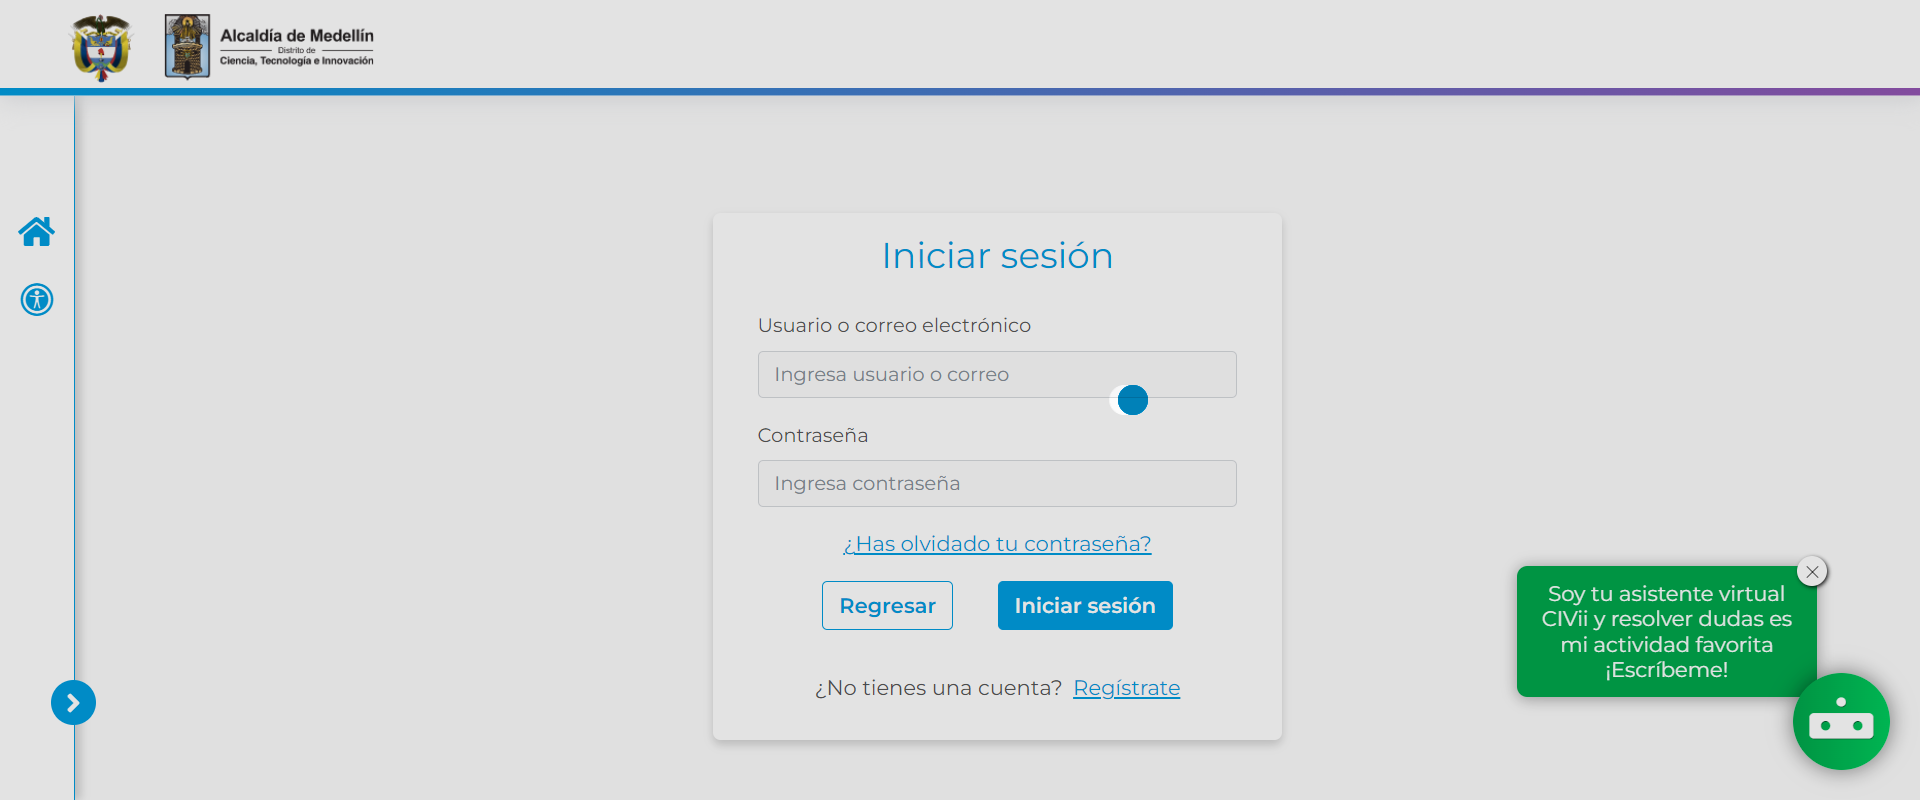 Alcaldía de Medellín
Distrito de
Ciencia, Tecnología e Innovación
Iniciar sesión
Usuario o correo electrónico
Ingresa usuario o correo
Contraseña
Ingresa contraseña
¿Has olvidado tu contraseña?
Regresar
Iniciar sesión
¿No tienes una cuenta? Regístrate
Soy tu asistente virtual
CIVii y resolver dudas es
mi actividad favorita
¡Escríbeme!